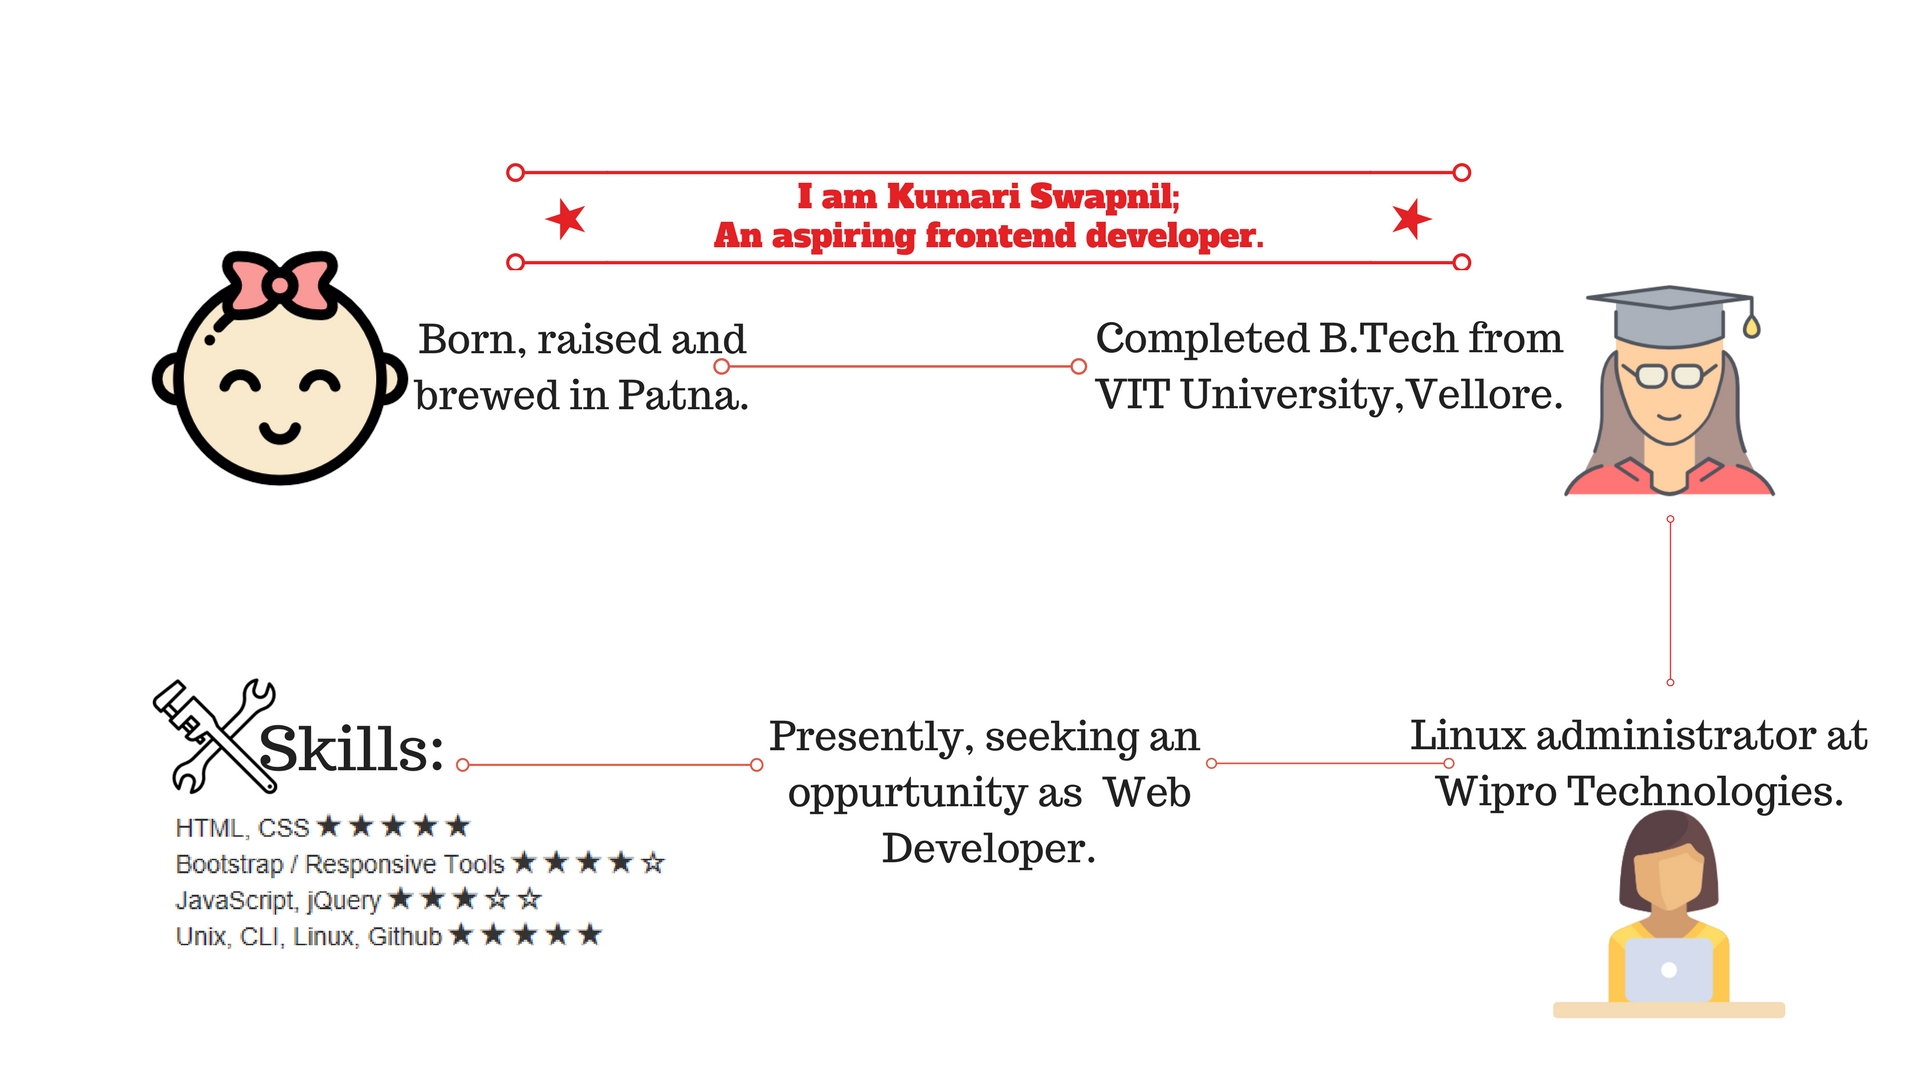 I am Kumari Swapnil;
An aspiring frontend developer.
Born, raised and
brewed in Patna.
Completed B.Tech from
VIT University,Vellore.
Linux administrator at
Wipro Technologies.
Presently, seeking an
oppurtunity as  Web
Developer.
Skills:
HTML, CSS ★★★★★
Bootstrap / Responsive Tools ★★★★☆
JavaScript, jQuery ★★★☆☆
Unix, CLI, Linux, Github ★★★★★